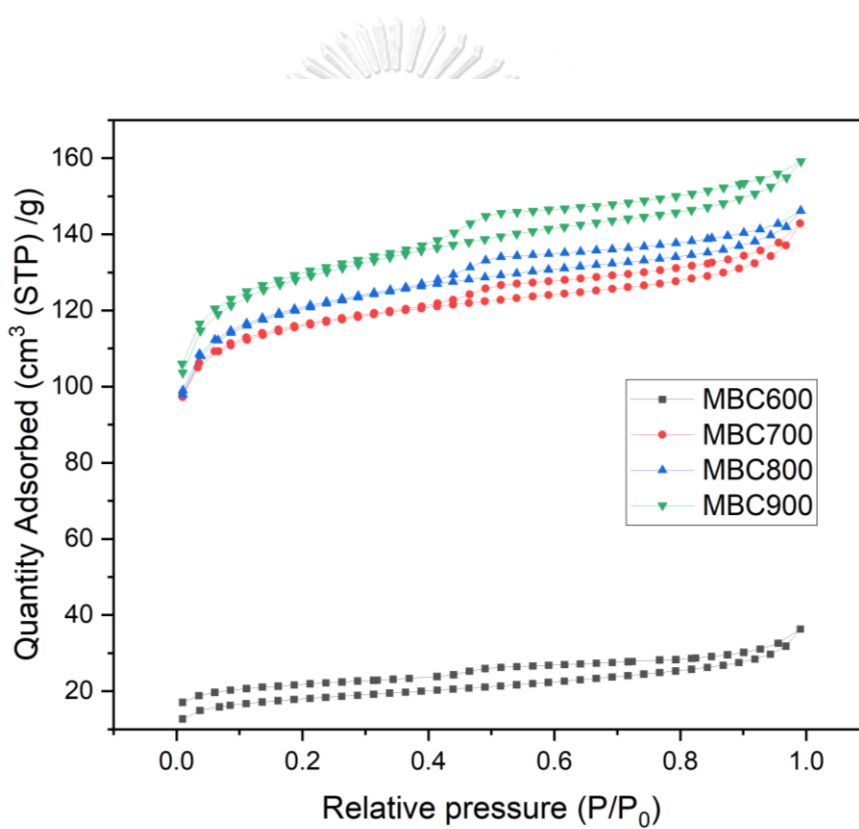 160
140
120
100
80
60
40
20
Quantity Adsorbed (cm³ (STP) /g)
MBC600
MBC700
MBC800
MBC900
0.0 0.2 0.4 0.6 0.8 1.0
Relative pressure (P/P₀)